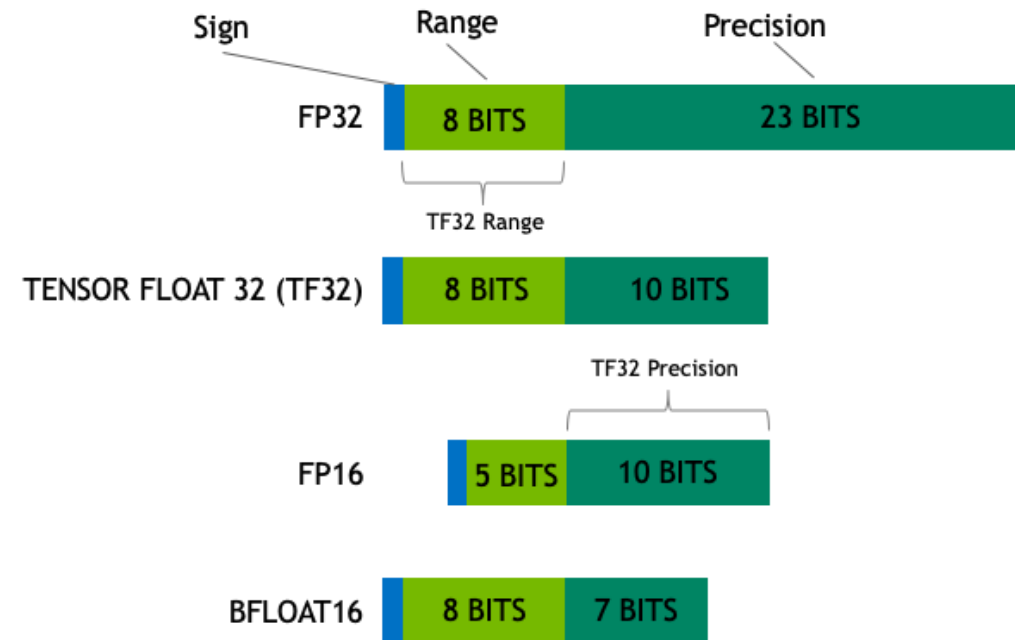 Sign
Range
Precision
FP32
8 BITS
23 BITS
TF32 Range
TENSOR FLOAT 32 (TF32)
8 BITS
10 BITS
TF32 Precision
FP16
5 BITS
10 BITS
BFLOAT16
8 BITS
7 BITS